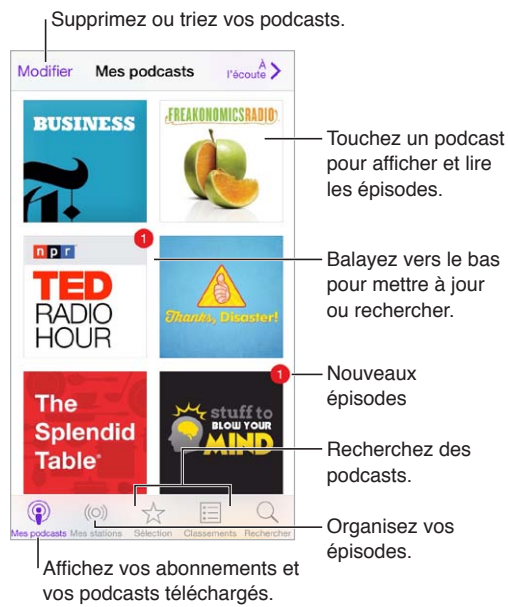 Supprimez ou triez vos podcasts.
Modifier
Mes podcasts
À
l'écoute
BUSINESS
FREAKONOMICSRADIO
Touchez un podcast
pour afficher et lire
les épisodes.
npr
1
TED
RADIO
HOUR
Thanks, Disaster!
Balayez vers le bas
pour mettre à jour
ou rechercher.
The
Splendid
Table®
1
stuff to
BLOW YOUR
MIND
Nouveaux
épisodes
Recherchez des
podcasts.
Mes podcasts
Mes stations
Sélection
Classements
Rechercher
Organisez vos
épisodes.
Affichez vos abonnements et
vos podcasts téléchargés.